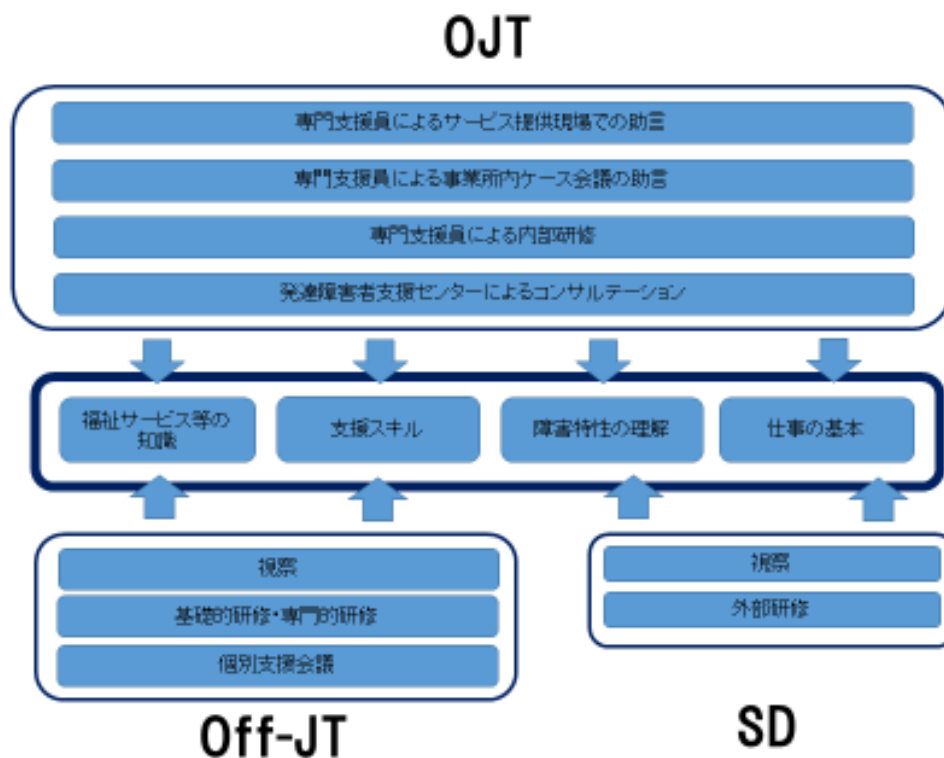 OJT
専門支援員によるサービス提供現場での助言
専門支援員による事業所内ケース会議の助言
専門支援員による内部研修
発達障害者支援センターによるコンサルテーション
福祉サービス等の
知識
支援スキル
障害特性の理解
仕事の基本
視察
基礎的研修・専門的研修
個別支援会議
Off-JT
視察
外部研修
SD